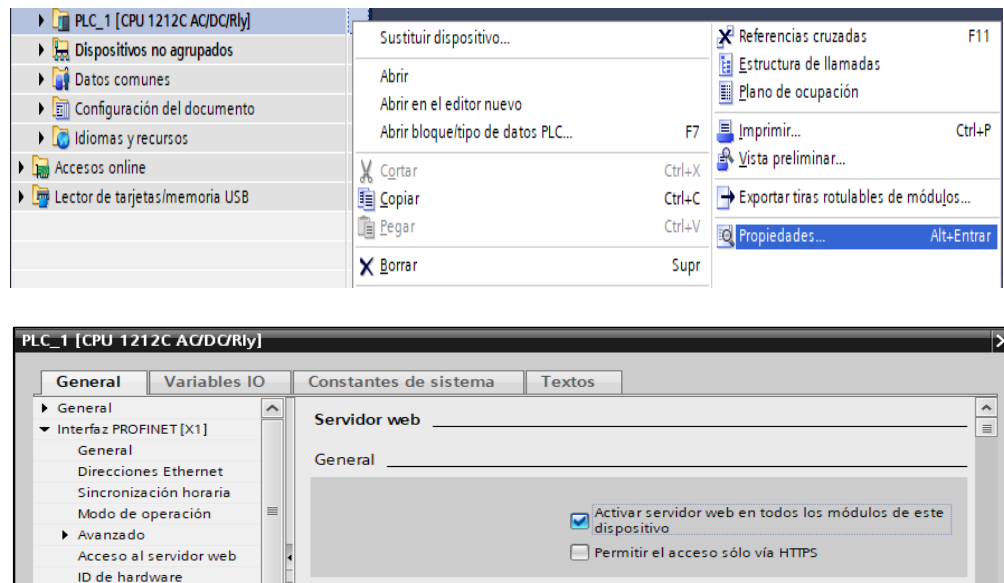 PLC_1 [CPU 1212C AC/DC/Rly]
Dispositivos no agrupados
Datos comunes
Configuración del documento
Idiomas y recursos
Accesos online
Lector de tarjetas/memoria USB
Sustituir dispositivo...
Abrir
Abrir en el editor nuevo
Abrir bloque/tipo de datos PLC... F7
Cortar Ctrl+X
Copiar Ctrl+C
Pegar Ctrl+V
Borrar Supr
Referencias cruzadas F11
Estructura de llamadas
Plano de ocupación
Imprimir... Ctrl+P
Vista preliminar...
Exportar tiras rotulables de módulos...
Propiedades... Alt+Entrar
PLC_1 [CPU 1212C AC/DC/Rly]
General Variables IO Constantes de sistema Textos
General
Interfaz PROFINET [X1]
General
Direcciones Ethernet
Sincronización horaria
Modo de operación
Avanzado
Acceso al servidor web
ID de hardware
Servidor web
General
Activar servidor web en todos los módulos de este
dispositivo
Permitir el acceso sólo vía HTTPS